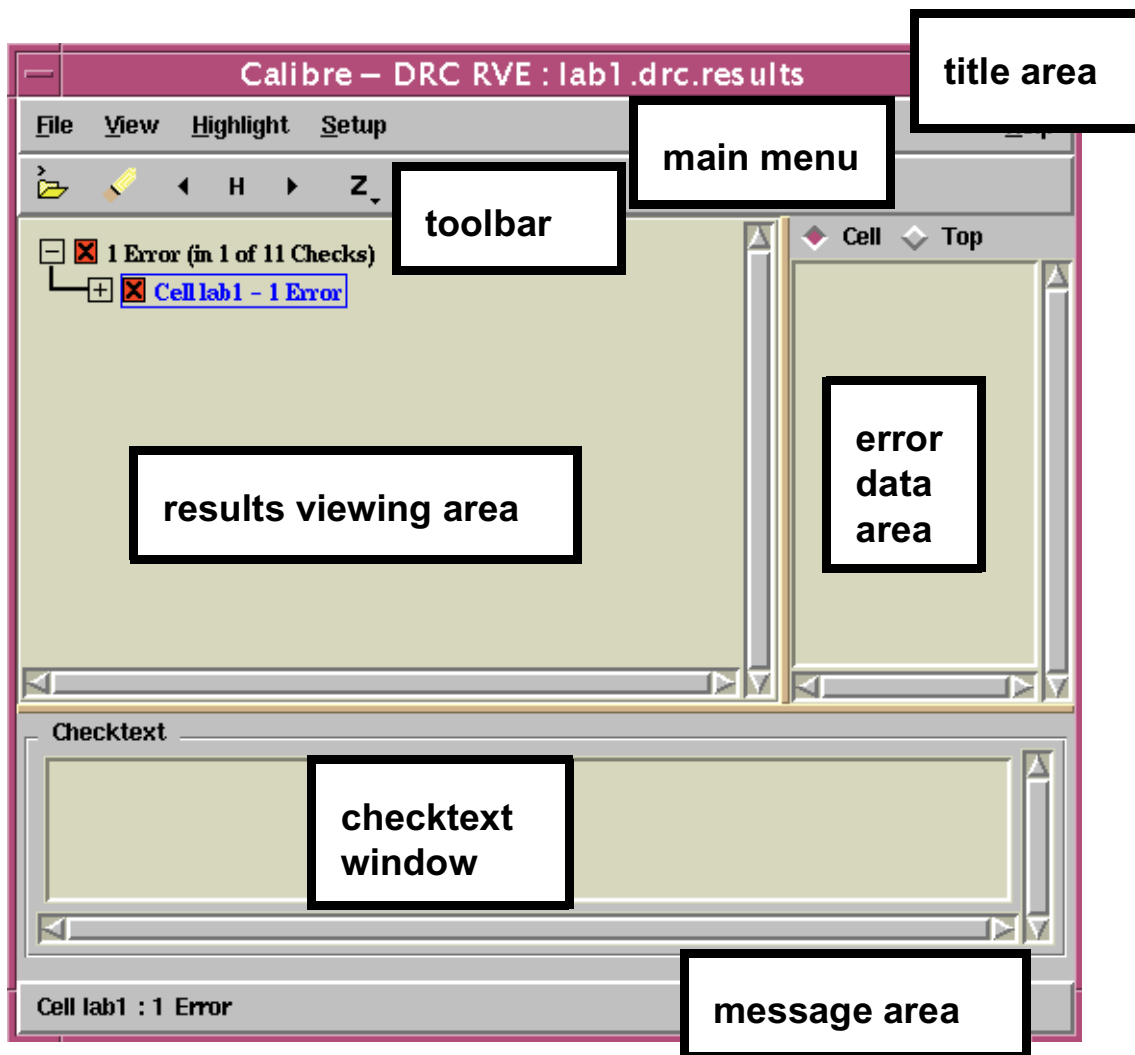 title area
Calibre – DRC RVE : lab1.drc.results
File View Highlight Setup
main menu
H Z
toolbar
1 Error (in 1 of 11 Checks)
Cell lab1 – 1 Error
Cell Top
results viewing area
error
data
area
Checktext
checktext
window
Cell lab1 : 1 Error
message area